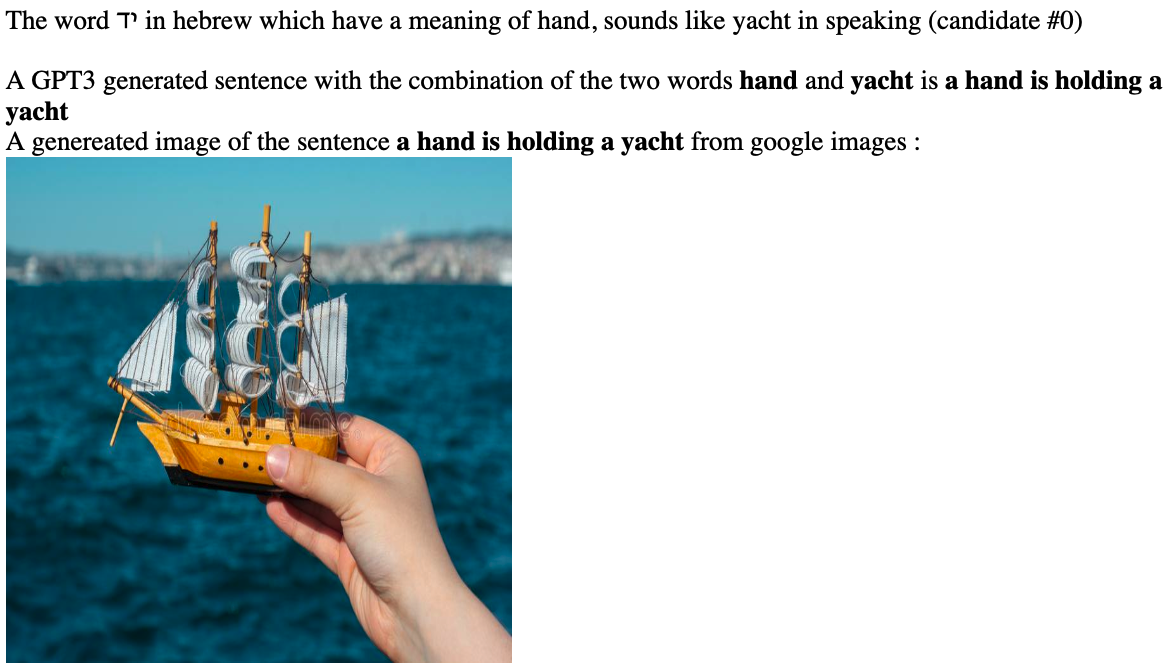 The word יד in hebrew which have a meaning of hand, sounds like yacht in speaking (candidate #0)
A GPT3 generated sentence with the combination of the two words hand and yacht is a hand is holding a
yacht
A genereated image of the sentence a hand is holding a yacht from google images :